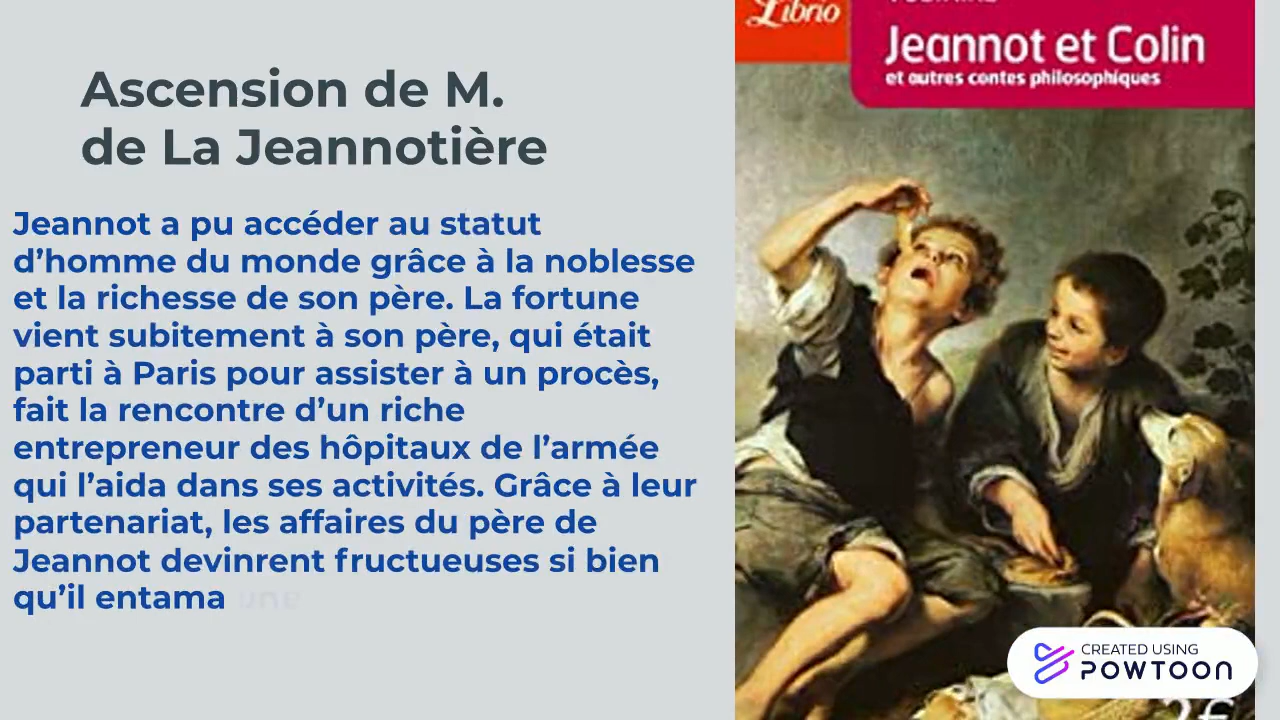 Ascension de M.
de La Jeannotière
Jeannot a pu accéder au statut
d’homme du monde grâce à la noblesse
et la richesse de son père. La fortune
vient subitement à son père, qui était
parti à Paris pour assister à un procès,
fait la rencontre d’un riche
entrepreneur des hôpitaux de l’armée
qui l’aida dans ses activités. Grâce à leur
partenariat, les affaires du père de
Jeannot devinrent fructueuses si bien
qu’il entama une
Librio
Jeannot et Colin
et autres contes philosophiques
CREATED USING
POWTOON
2€